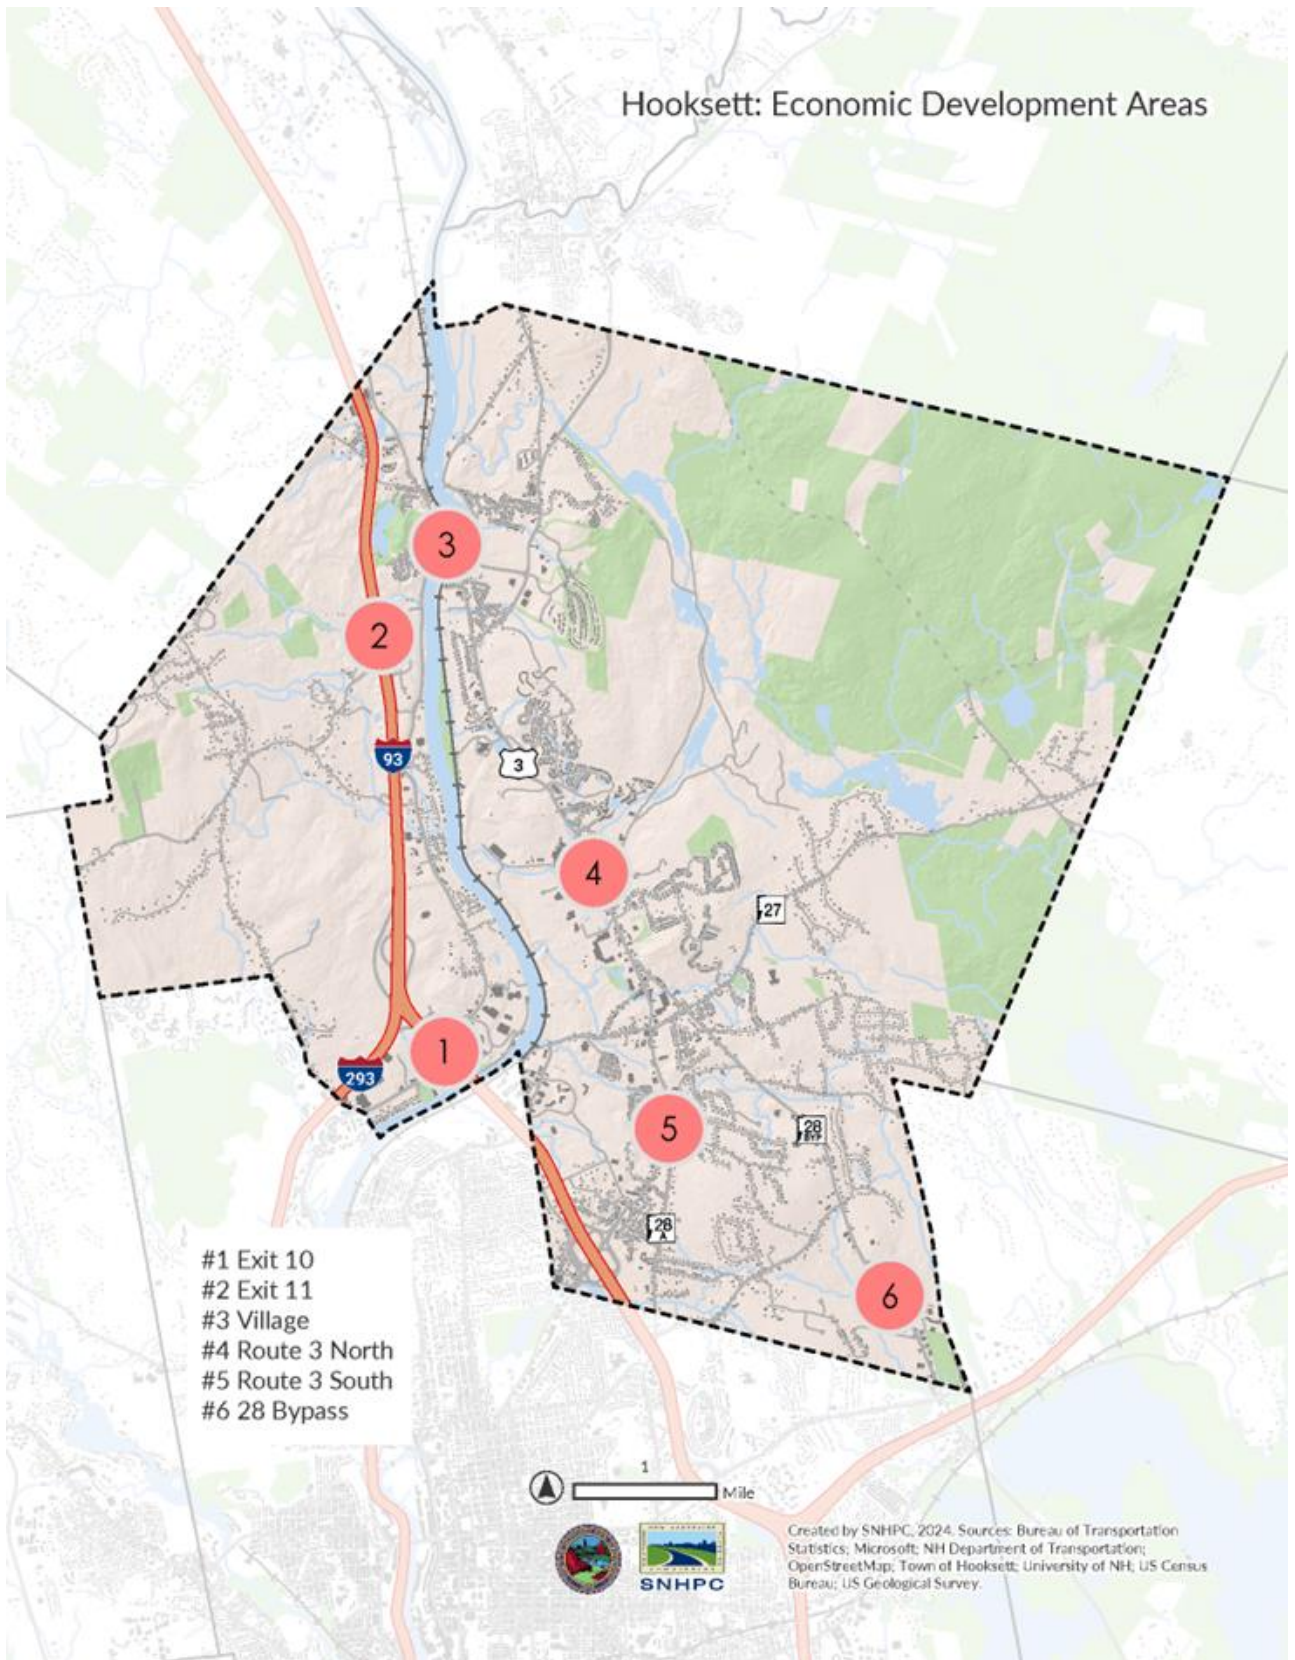 Hooksett: Economic Development Areas
3
2
93
3
4
27
1
293
5
28
BYP
28
A
6
#1 Exit 10
#2 Exit 11
#3 Village
#4 Route 3 North
#5 Route 3 South
#6 28 Bypass
1
Mile
SNHPC
Created by SNHPC, 2024. Sources: Bureau of Transportation
Statistics; Microsoft; NH Department of Transportation;
OpenStreetMap; Town of Hooksett; University of NH; US Census
Bureau; US Geological Survey.